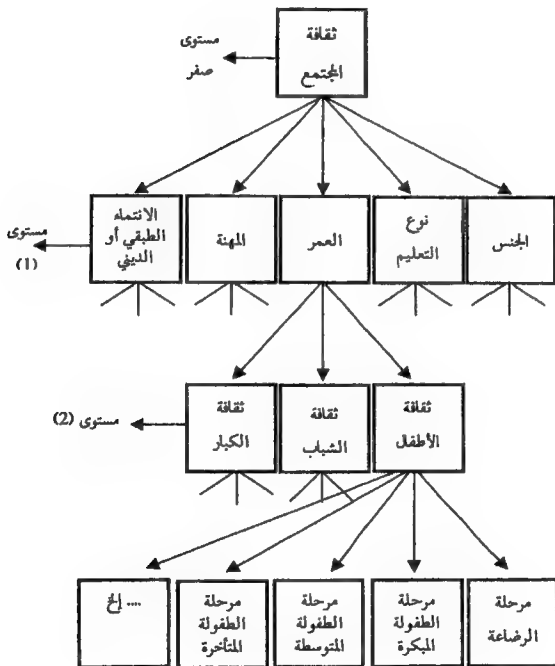 ثقافة
المجتمع
مستوى
صفر
الجنس
نوع
التعليم
العمر
المهنة
الانتماء
الطبقي أو
الديني
مستوى
(1)
ثقافة
الأطفال
ثقافة
الشباب
ثقافة
الكبار
مستوى (2)
مرحلة
الرضاعة
مرحلة
الطفولة
المبكرة
مرحلة
الطفولة
المتوسطة
مرحلة
الطفولة
المتأخرة
.... إلخ